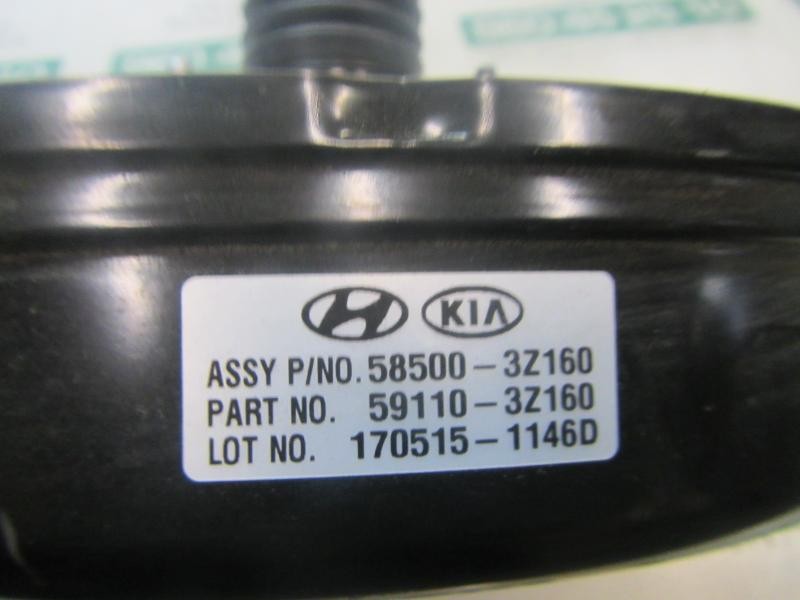 KIA
ASSY P/NO. 58500-3Z160
PART NO. 59110-3Z160
LOT NO. 170515-1146D